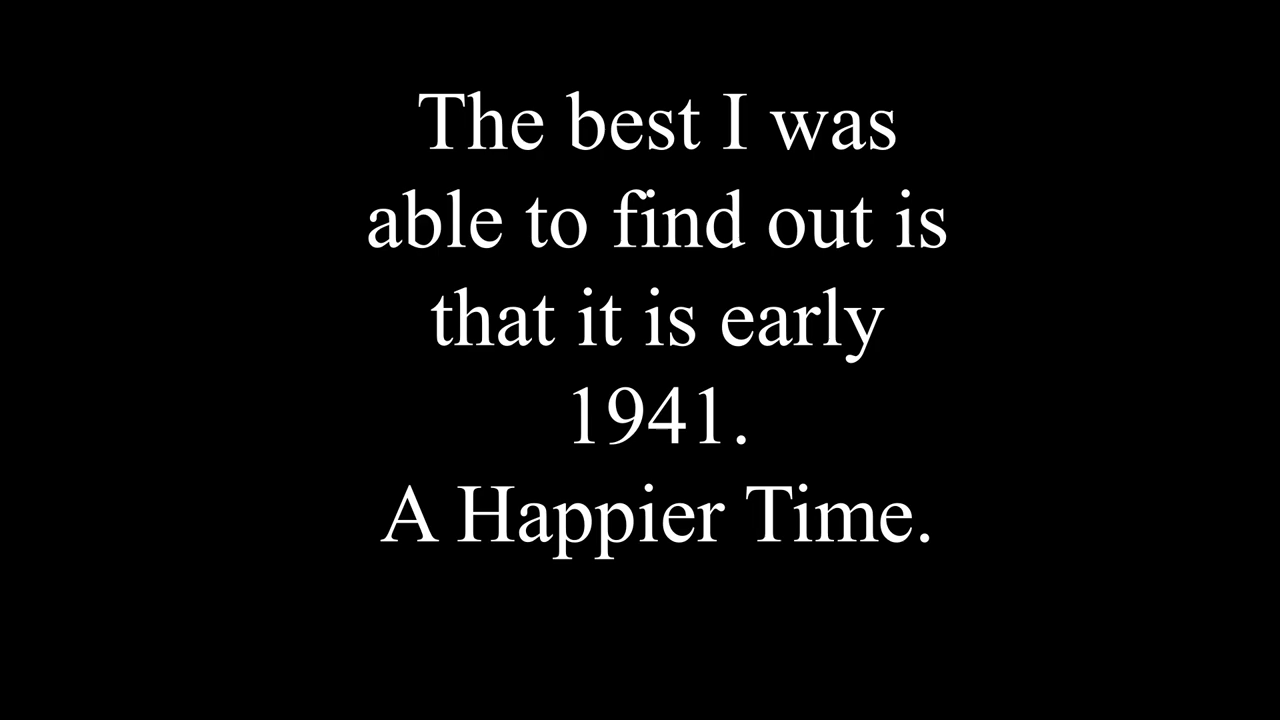 The best I was
able to find out is
that it is early
1941.
A Happier Time.